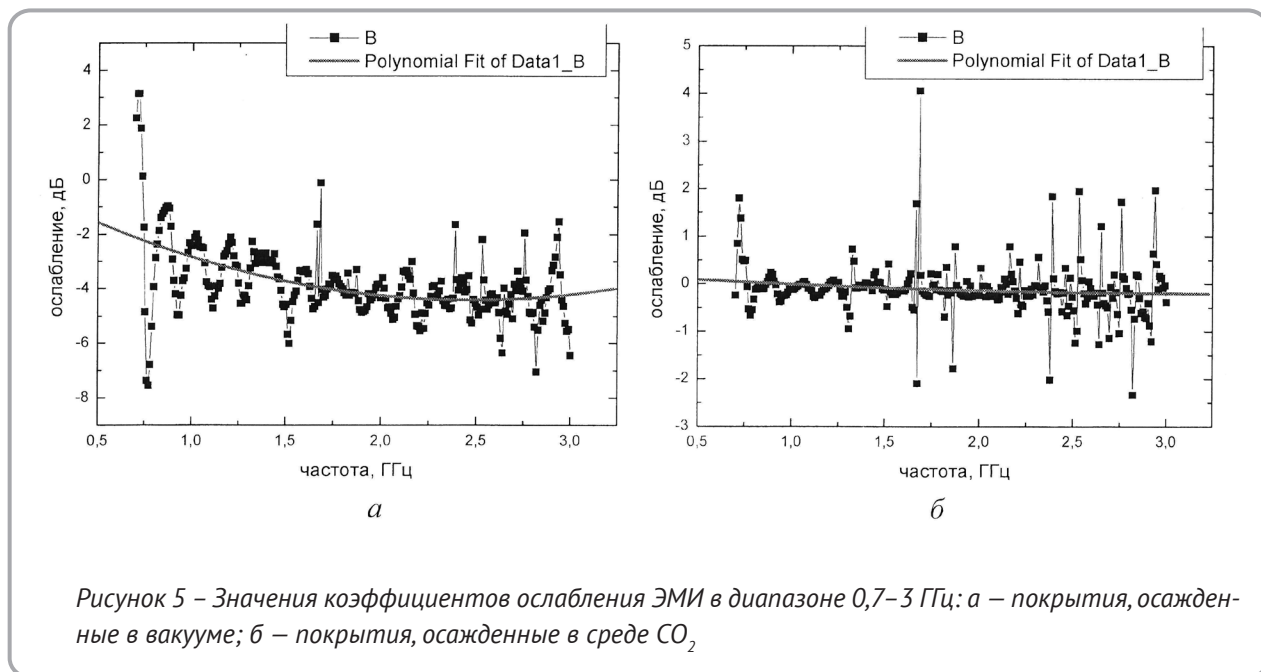 B
Polynomial Fit of Data1_B
4
2
0
-2
-4
-6
-8
0,5
1,0
1,5
2,0
2,5
3,0
ослабление, дБ
частота, ГГц
а
B
Polynomial Fit of Data1_B
5
4
3
2
1
0
-1
-2
-3
0,5
1,0
1,5
2,0
2,5
3,0
ослабление, дБ
частота, ГГц
б
Рисунок 5 – Значения коэффициентов ослабления ЭМИ в диапазоне 0,7–3 ГГц: а — покрытия, осажден-
ные в вакууме; б — покрытия, осажденные в среде CO₂